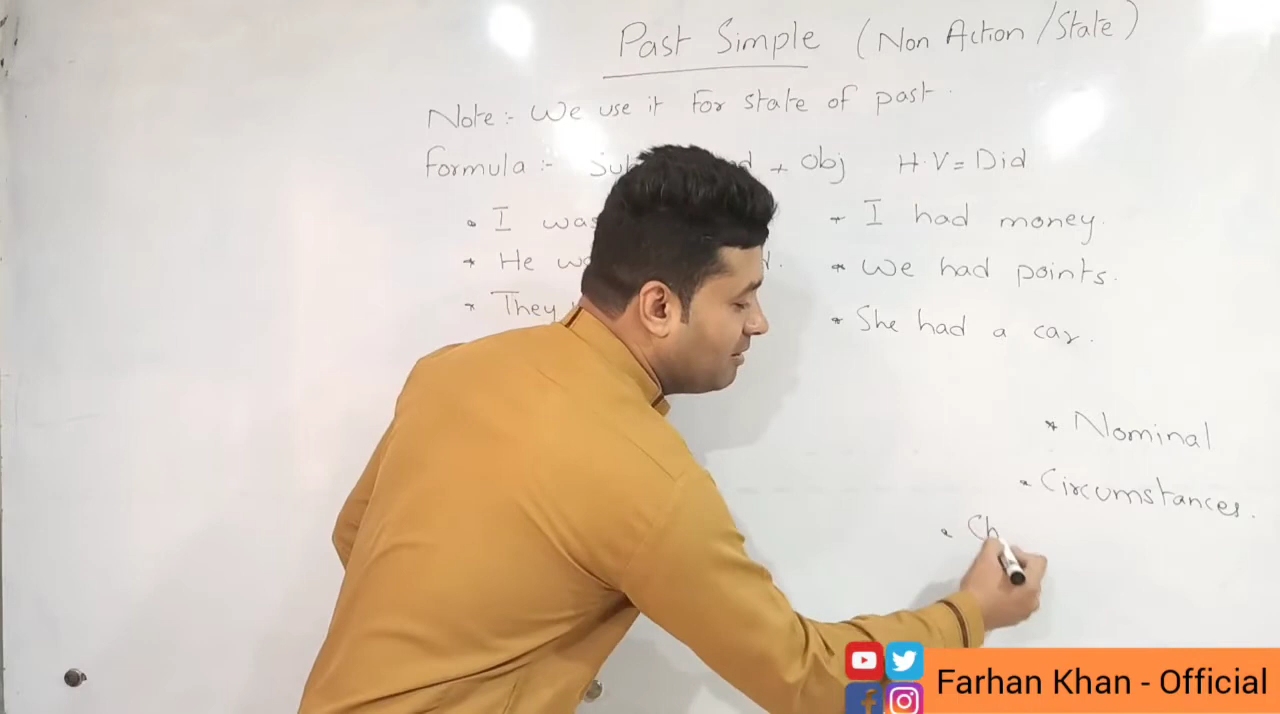 Past Simple (Non Action/State)
Note:- We use it For state of past.
Formula:- + Obj H.V = Did
• I was
* He
* They
* I had money.
* We had points.
* She had a car.
* Nominal
* Circumstances.
* Ch
Farhan Khan - Official